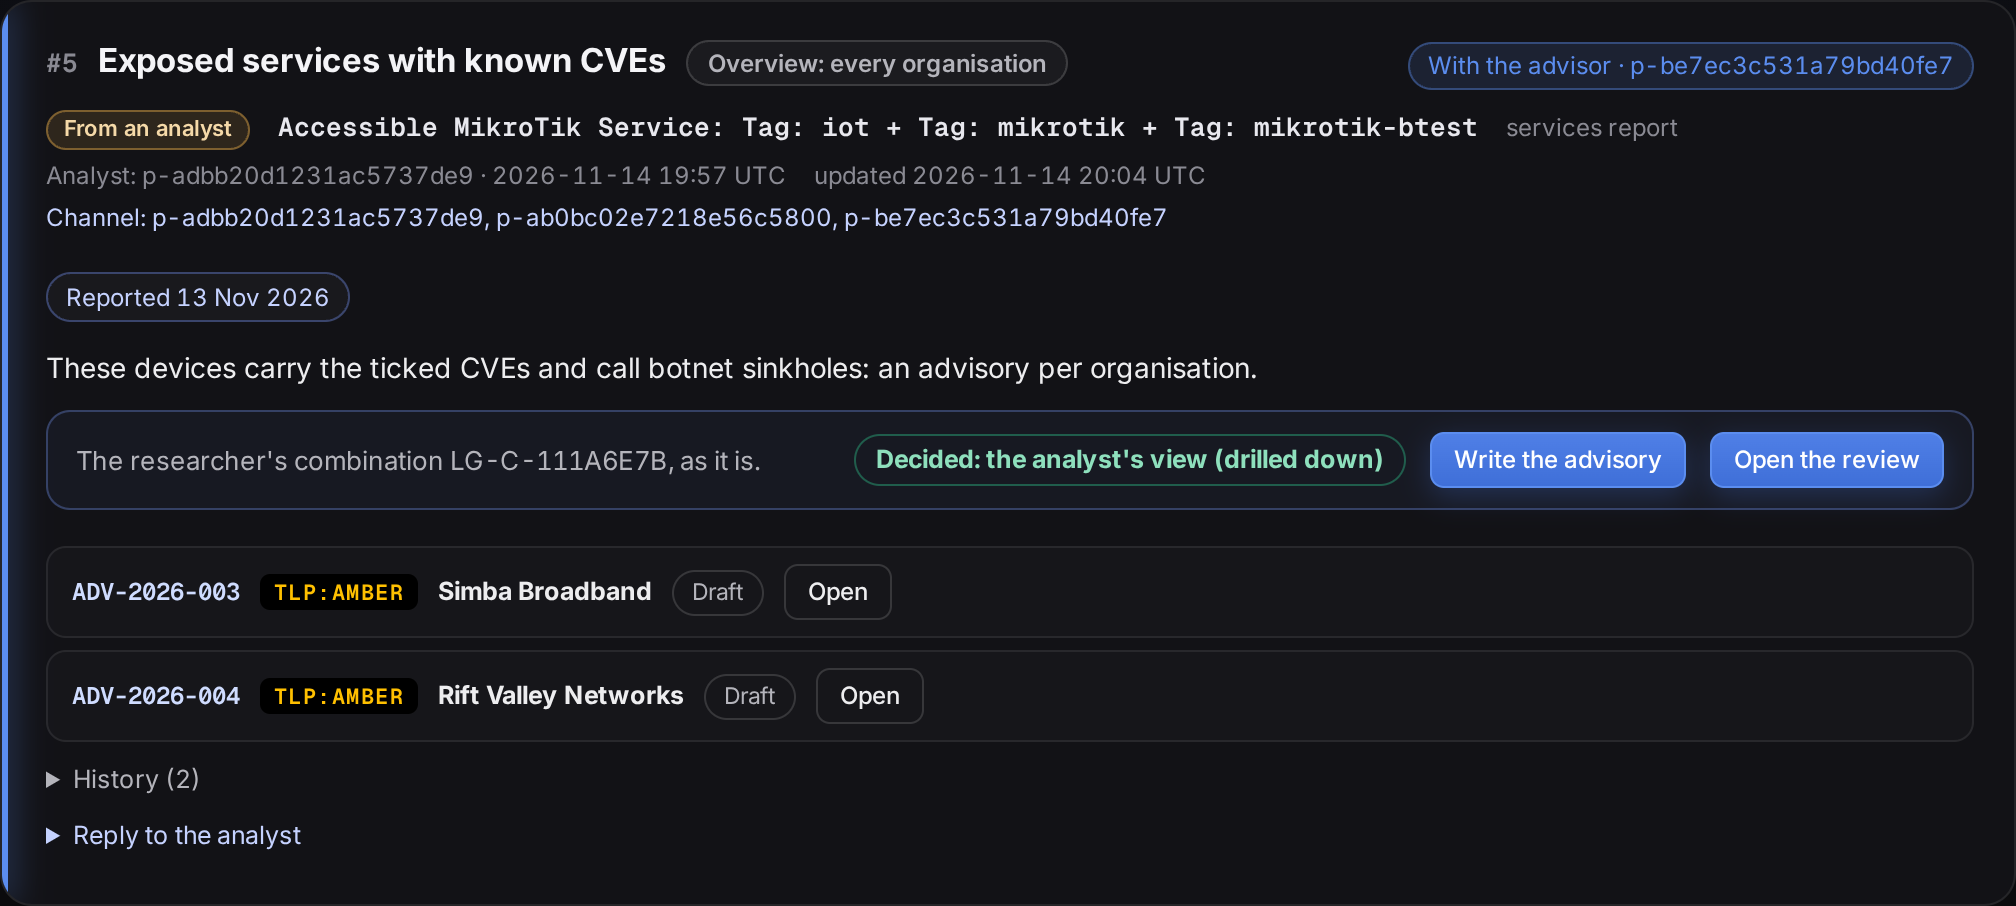 #5 Exposed services with known CVEs Overview: every organisation With the advisor · p-be7ec3c531a79bd40fe7
From an analyst Accessible MikroTik Service: Tag: iot + Tag: mikrotik + Tag: mikrotik-btest services report
Analyst: p-adbb20d1231ac5737de9 · 2026-11-14 19:57 UTC updated 2026-11-14 20:04 UTC
Channel: p-adbb20d1231ac5737de9, p-ab0bc02e7218e56c5800, p-be7ec3c531a79bd40fe7
Reported 13 Nov 2026
These devices carry the ticked CVEs and call botnet sinkholes: an advisory per organisation.
The researcher's combination LG-C-111A6E7B, as it is. Decided: the analyst's view (drilled down) Write the advisory Open the review
ADV-2026-003 TLP:AMBER Simba Broadband Draft Open
ADV-2026-004 TLP:AMBER Rift Valley Networks Draft Open
History (2)
Reply to the analyst